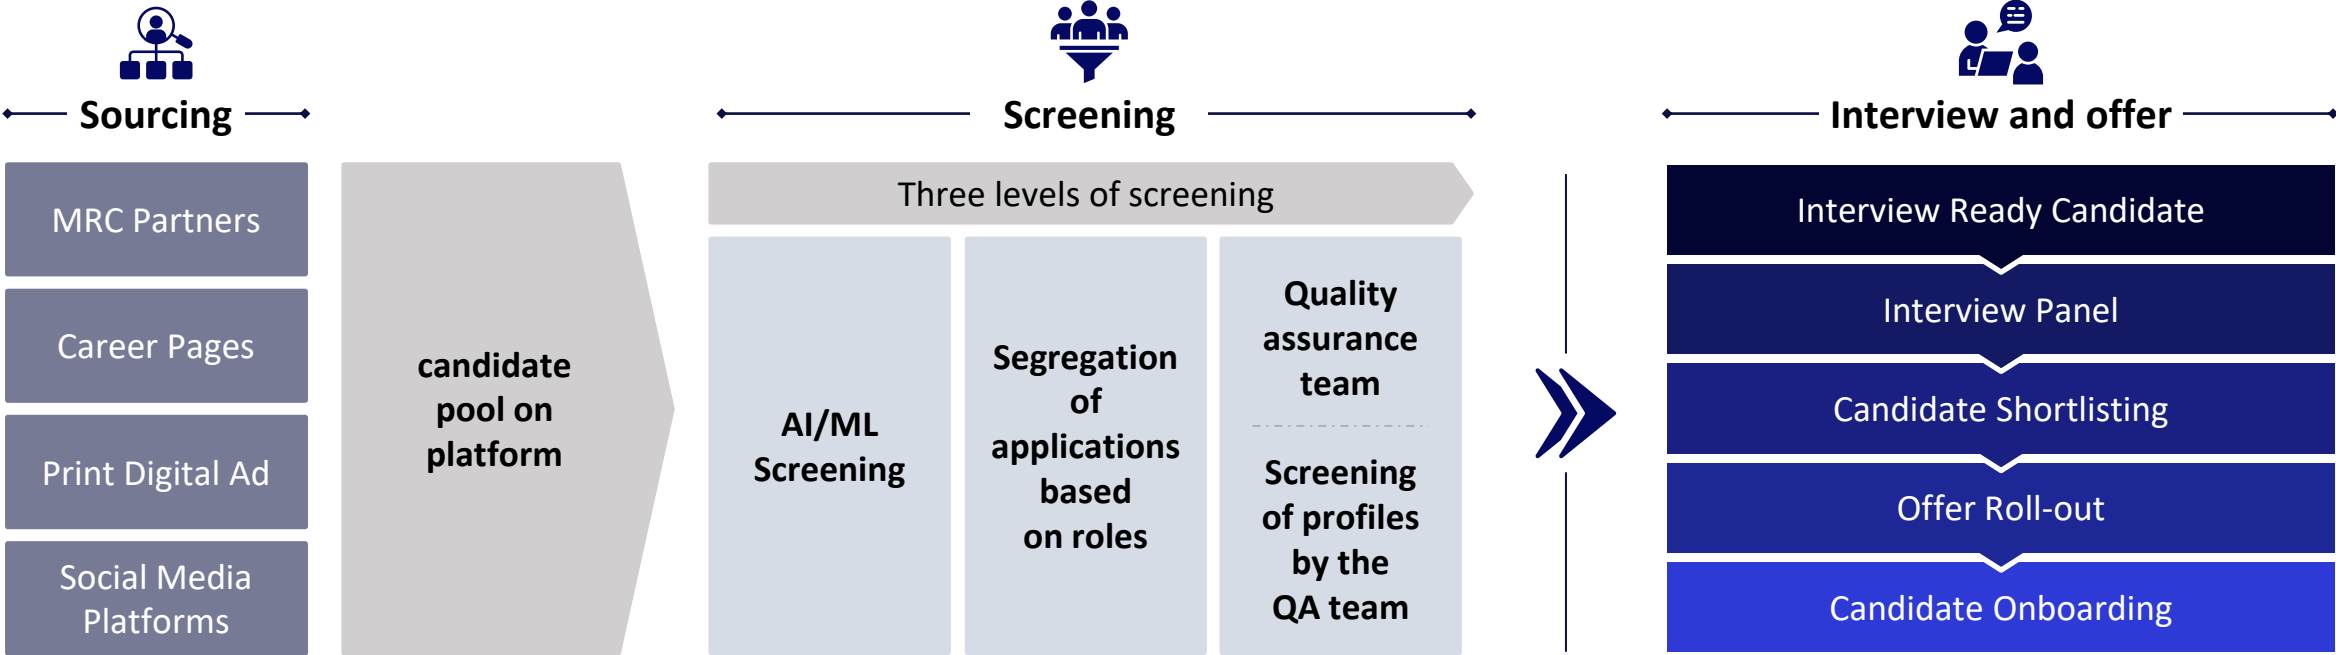 Sourcing
MRC Partners
Career Pages
Print Digital Ad
Social Media
Platforms
candidate
pool on
platform
Screening
Three levels of screening
AI/ML
Screening
Segregation
of
applications
based
on roles
Quality
assurance
team
Screening
of profiles
by the
QA team
Interview and offer
Interview Ready Candidate
Interview Panel
Candidate Shortlisting
Offer Roll-out
Candidate Onboarding